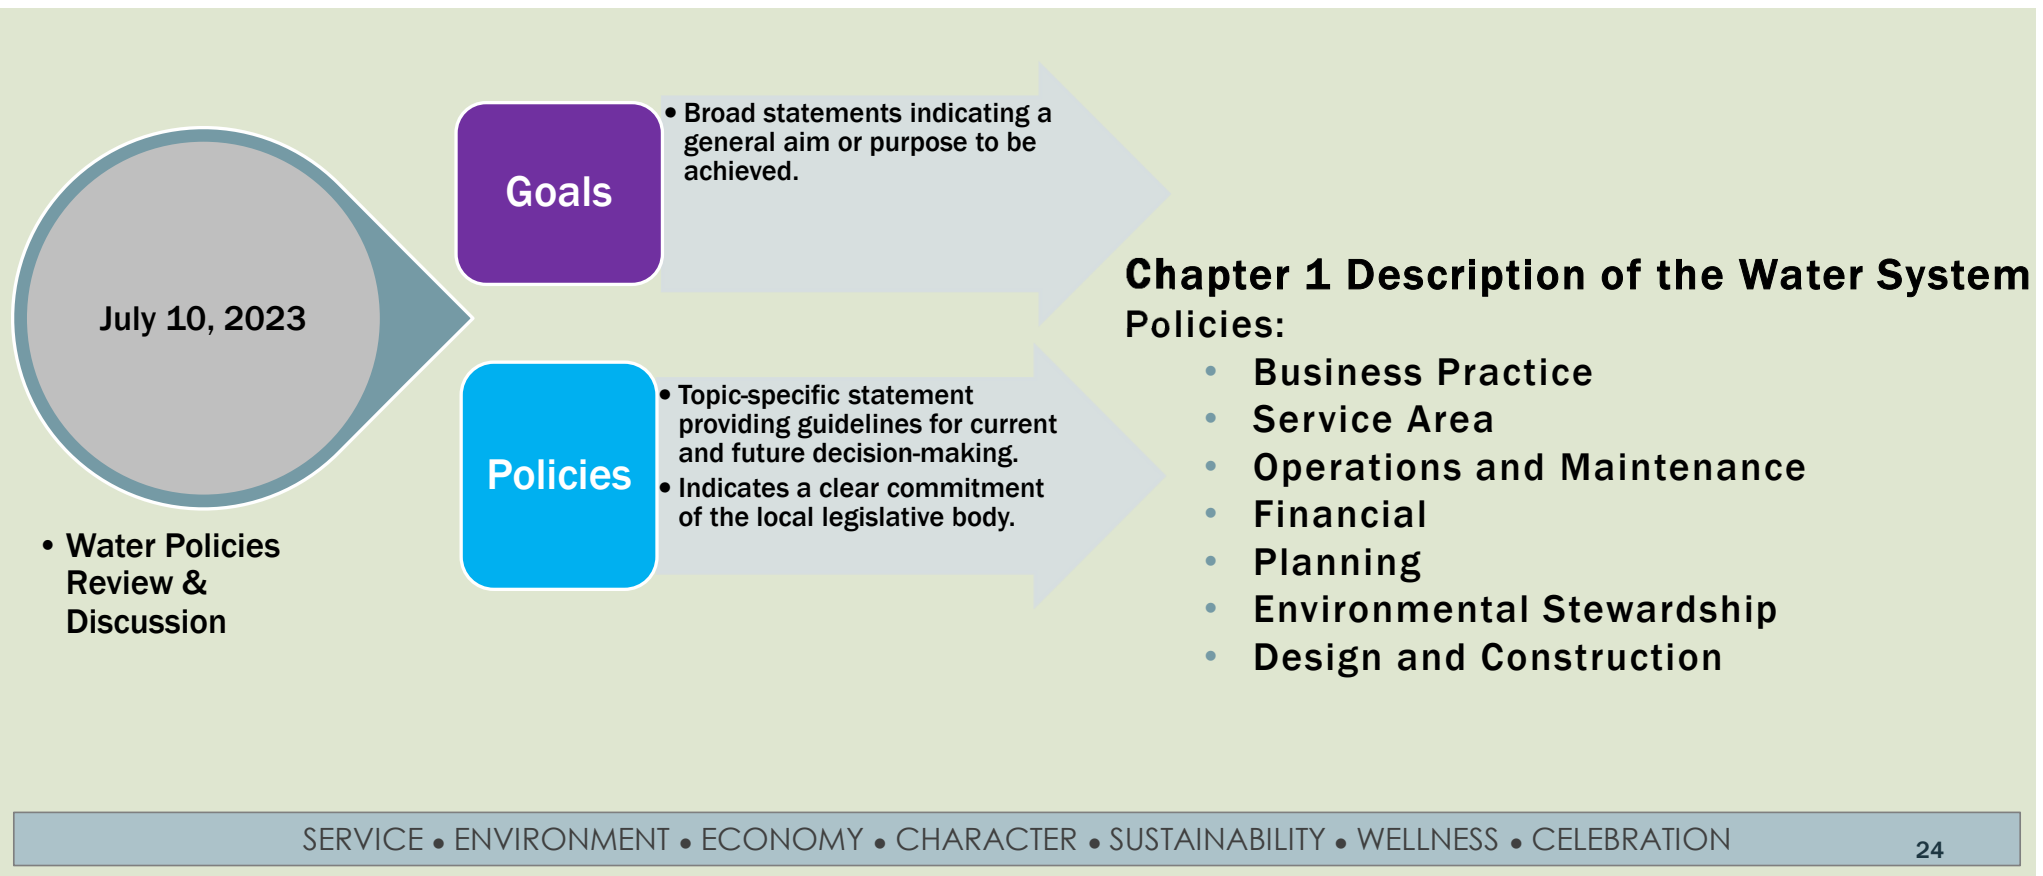 July 10, 2023
• Water Policies
Review &
Discussion
Goals
• Broad statements indicating a
general aim or purpose to be
achieved.
Policies
• Topic-specific statement
providing guidelines for current
and future decision-making.
• Indicates a clear commitment
of the local legislative body.
Chapter 1 Description of the Water System
Policies:
• Business Practice
• Service Area
• Operations and Maintenance
• Financial
• Planning
• Environmental Stewardship
• Design and Construction
SERVICE • ENVIRONMENT • ECONOMY • CHARACTER • SUSTAINABILITY • WELLNESS • CELEBRATION
24